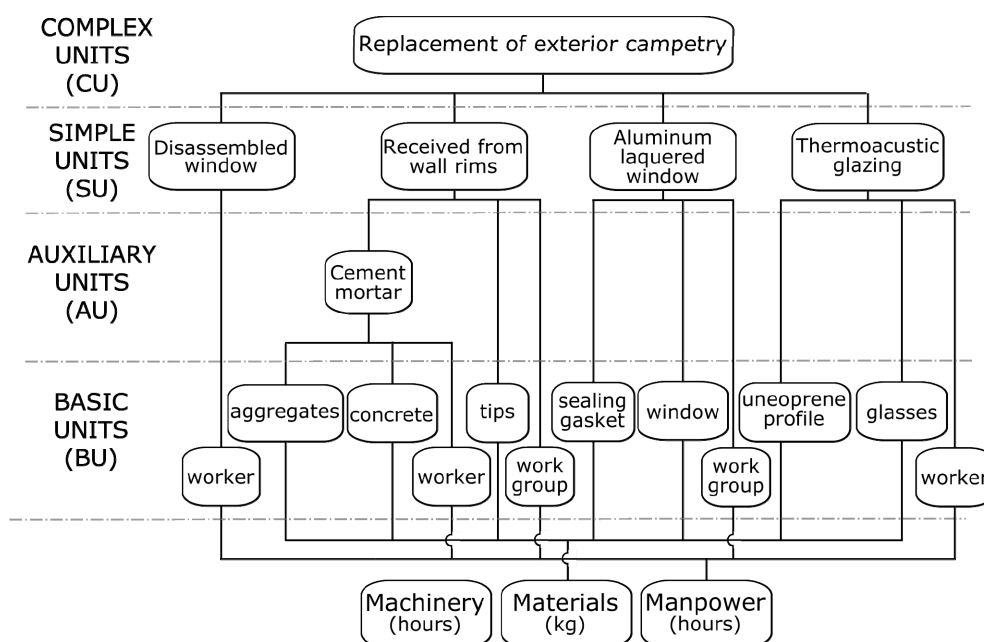 COMPLEX
UNITS
(CU)
Replacement of exterior campetry
SIMPLE
UNITS
(SU)
Disassembled
window
Received from
wall rims
Aluminum
laquered
window
Thermoacustic
glazing
AUXILIARY
UNITS
(AU)
Cement
mortar
BASIC
UNITS
(BU)
aggregates
concrete
tips
sealing
gasket
window
uneoprene
profile
glasses
worker
worker
work
group
work
group
worker
Machinery
(hours)
Materials
(kg)
Manpower
(hours)